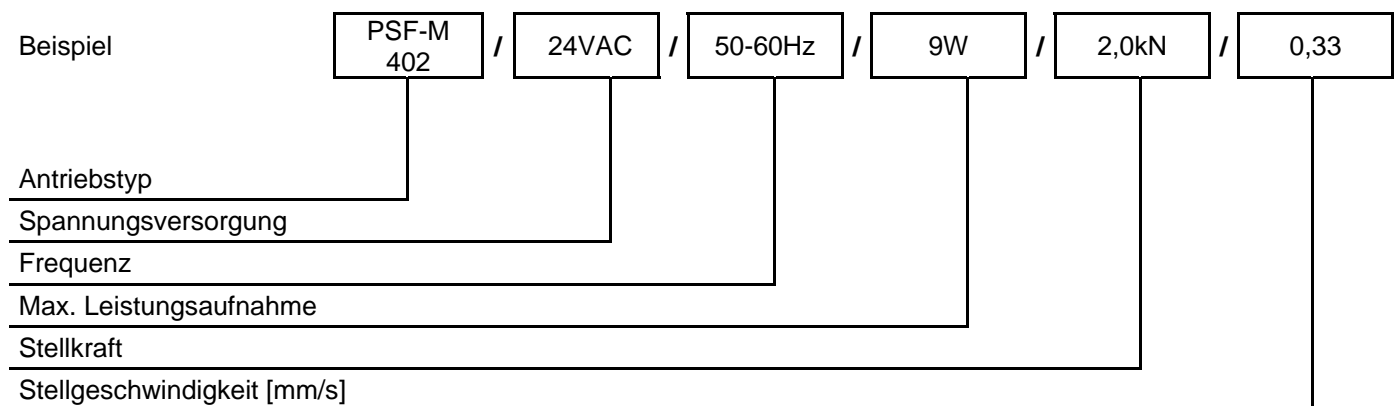 Beispiel
PSF-M
402
/
24VAC
/
50-60Hz
/
9W
/
2,0kN
/
0,33
Antriebstyp
Spannungsversorgung
Frequenz
Max. Leistungsaufnahme
Stellkraft
Stellgeschwindigkeit [mm/s]